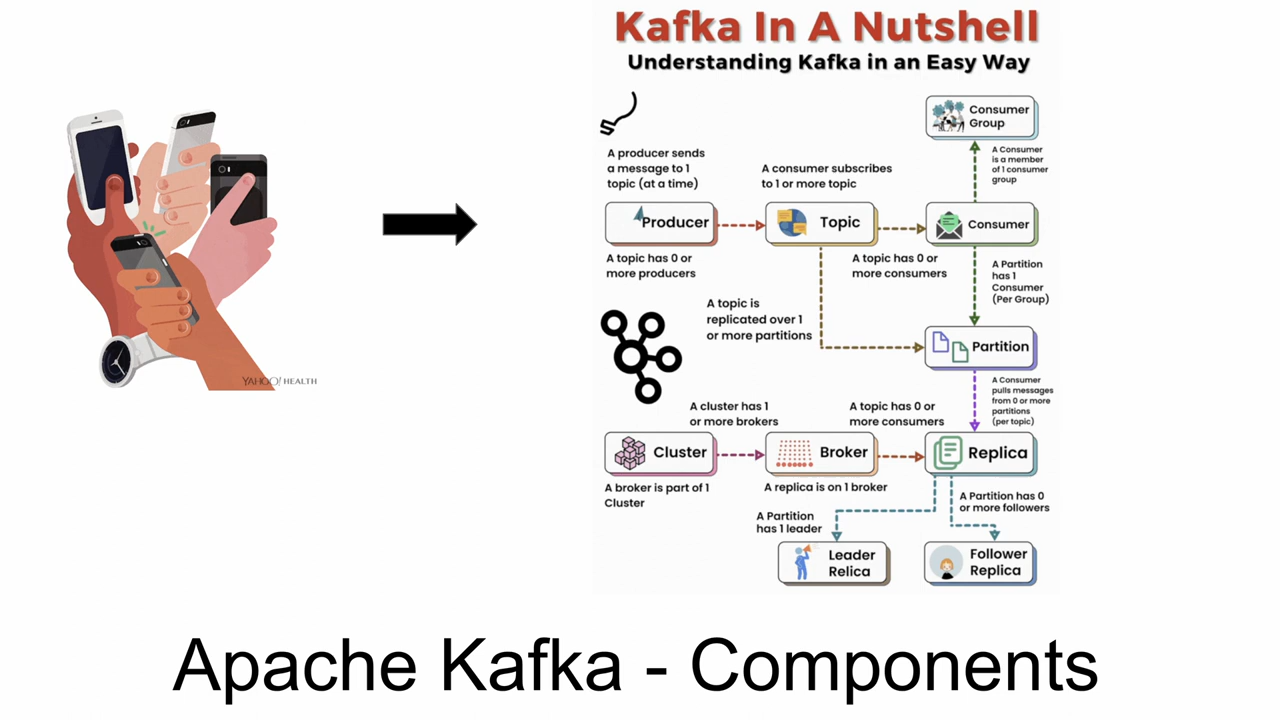 Kafka In A Nutshell
Understanding Kafka in an Easy Way
Consumer
Group
A Consumer
is a member
of 1 consumer
group
A producer sends
a message to 1
topic (at a time)
A consumer subscribes
to 1 or more topic
Producer
Topic
Consumer
A topic has 0 or
more producers
A topic has 0 or
more consumers
A Partition
has 1
Consumer
(Per Group)
A topic is
replicated over 1
or more partitions
Partition
YAHOO! HEALTH
A Consumer
pulls messages
from 0 or more
partitions
(per topic)
A cluster has 1
or more brokers
A topic has 0 or
more consumers
Cluster
Broker
Replica
A broker is part of 1
Cluster
A replica is on 1 broker
A Partition has 0
or more followers
A Partition
has 1 leader
Leader
Relica
Follower
Replica
Apache Kafka - Components